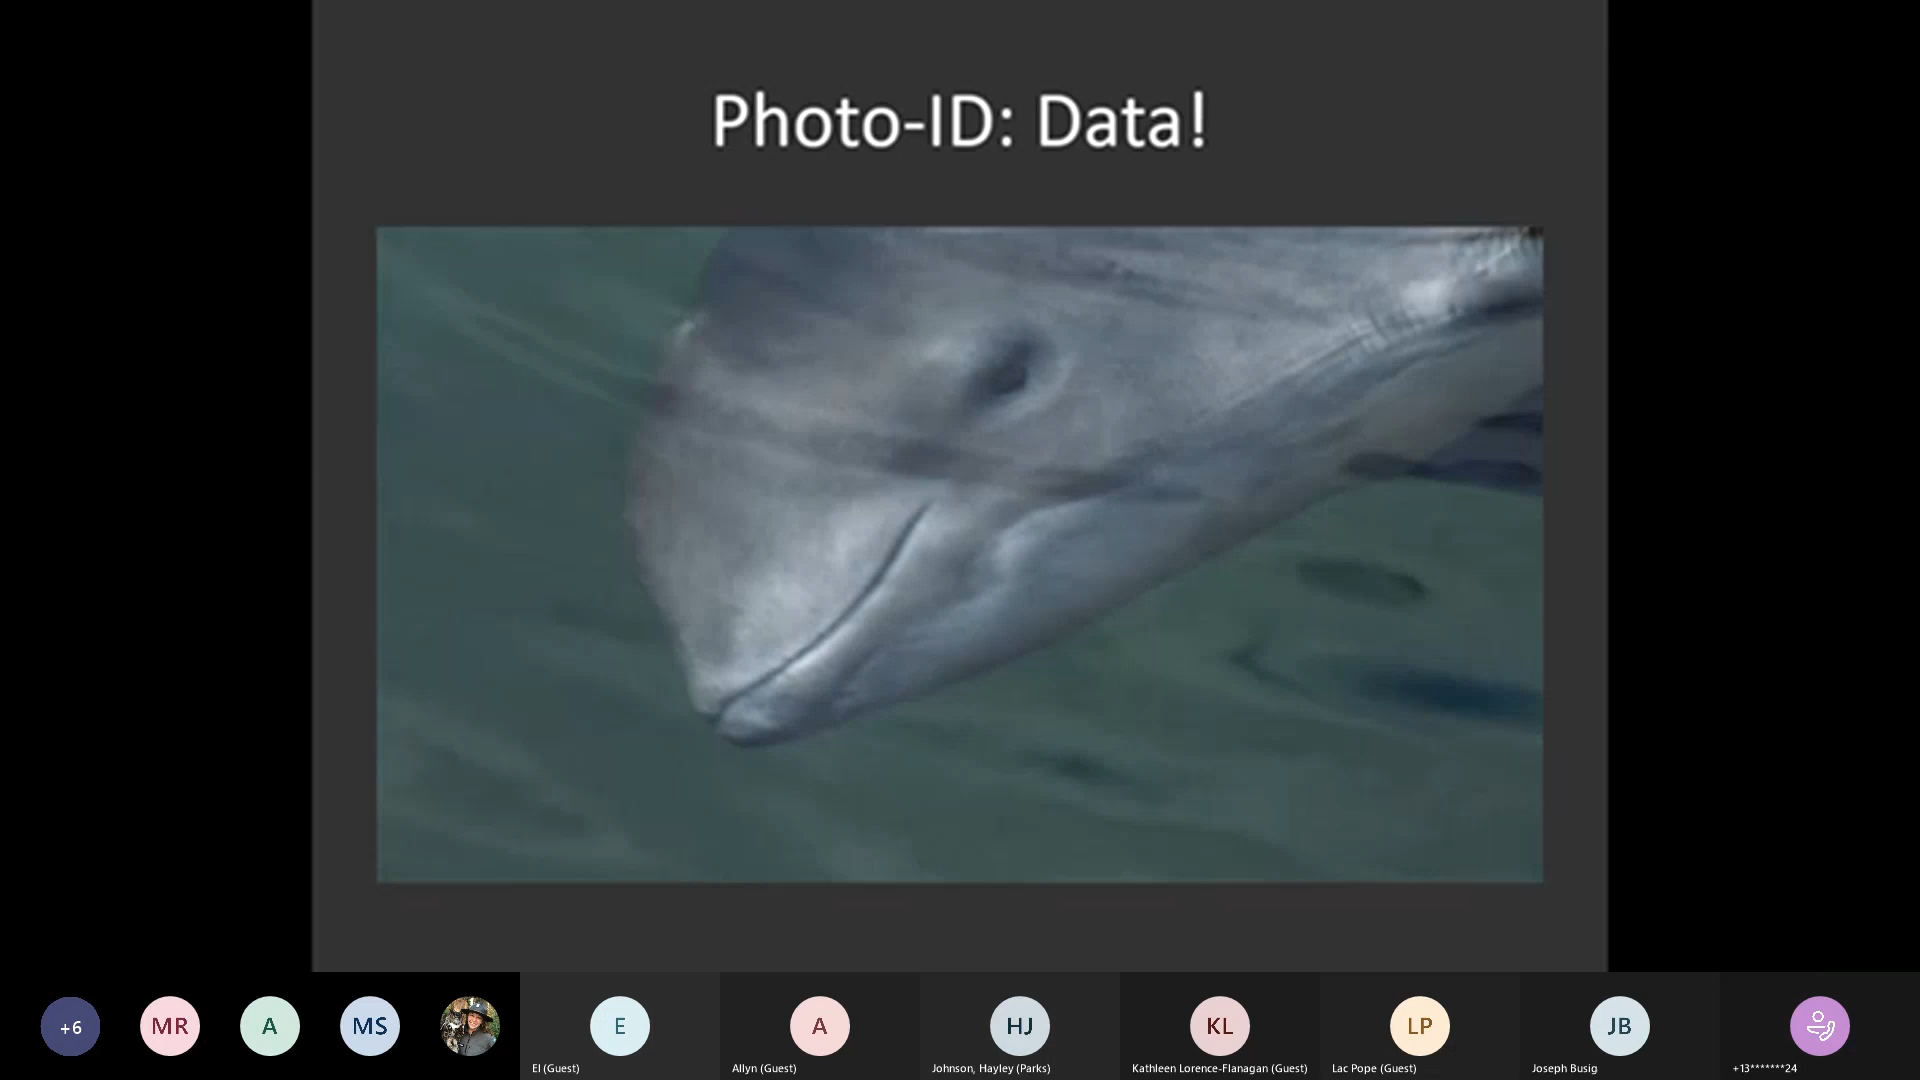 Photo-ID: Data!
+6
MR
A
MS
E
A
HJ
KL
LP
JB
El (Guest)
Allyn (Guest)
Johnson, Hayley (Parks)
Kathleen Lorence-Flanagan (Guest)
Lac Pope (Guest)
Joseph Busig
+13*******24